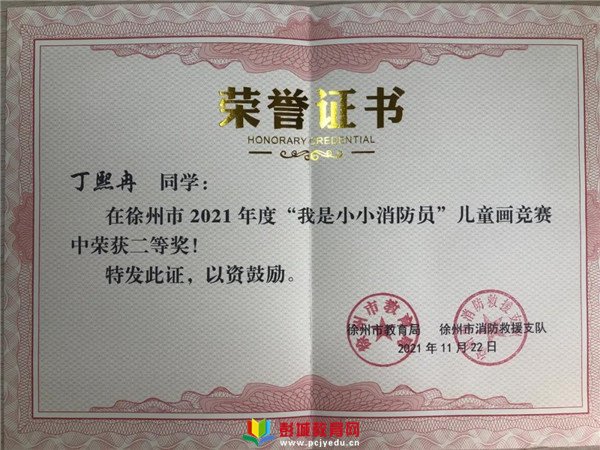 荣誉证书
HONORARY CREDENTIAL
丁熙冉 同学：
在徐州市2021年度“我是小小消防员”儿童画竞赛
中荣获二等奖！
特发此证，以资鼓励。
徐州市教育局 徐州市消防救援支队
2021年11月22日
彭城教育网
www.pcjyedu.cn